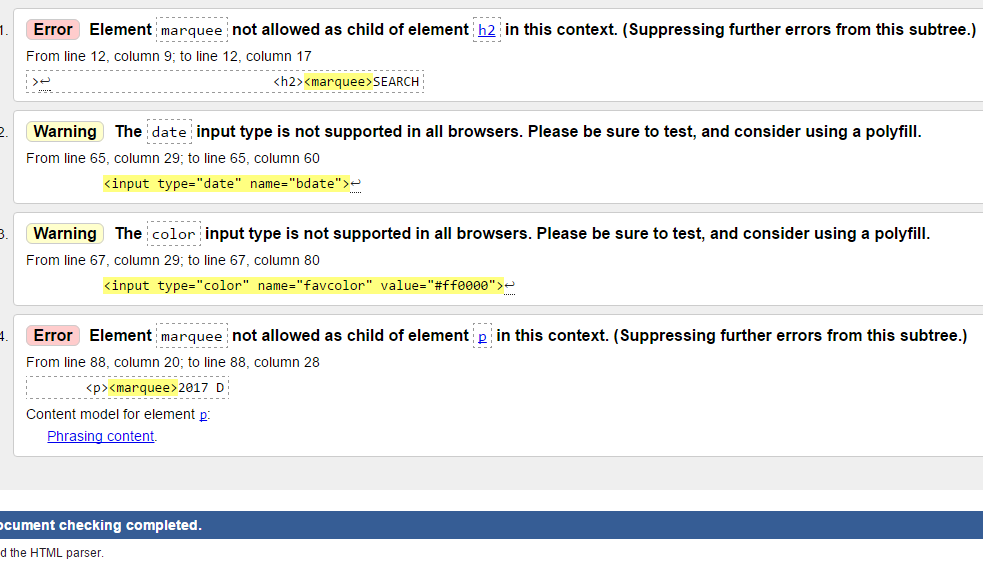 1. Error Element marquee not allowed as child of element h2 in this context. (Suppressing further errors from this subtree.)
From line 12, column 9; to line 12, column 17
>↩ <h2><marquee>SEARCH
2. Warning The date input type is not supported in all browsers. Please be sure to test, and consider using a polyfill.
From line 65, column 29; to line 65, column 60
<input type="date" name="bdate">↩
3. Warning The color input type is not supported in all browsers. Please be sure to test, and consider using a polyfill.
From line 67, column 29; to line 67, column 80
<input type="color" name="favcolor" value="#ff0000">↩
4. Error Element marquee not allowed as child of element p in this context. (Suppressing further errors from this subtree.)
From line 88, column 20; to line 88, column 28
<p><marquee>2017 D
Content model for element p:
Phrasing content.
ocument checking completed.
d the HTML parser.